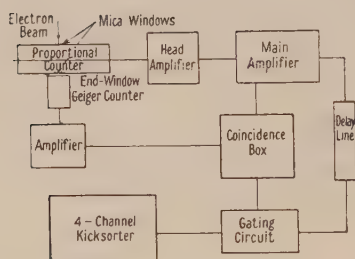 Electron
Beam
Mica Windows
Proportional
Counter
Head
Amplifier
Main
Amplifier
End-Window
Geiger Counter
Amplifier
Coincidence
Box
Delay
Line
4 - Channel
Kicksorter
Gating
Circuit